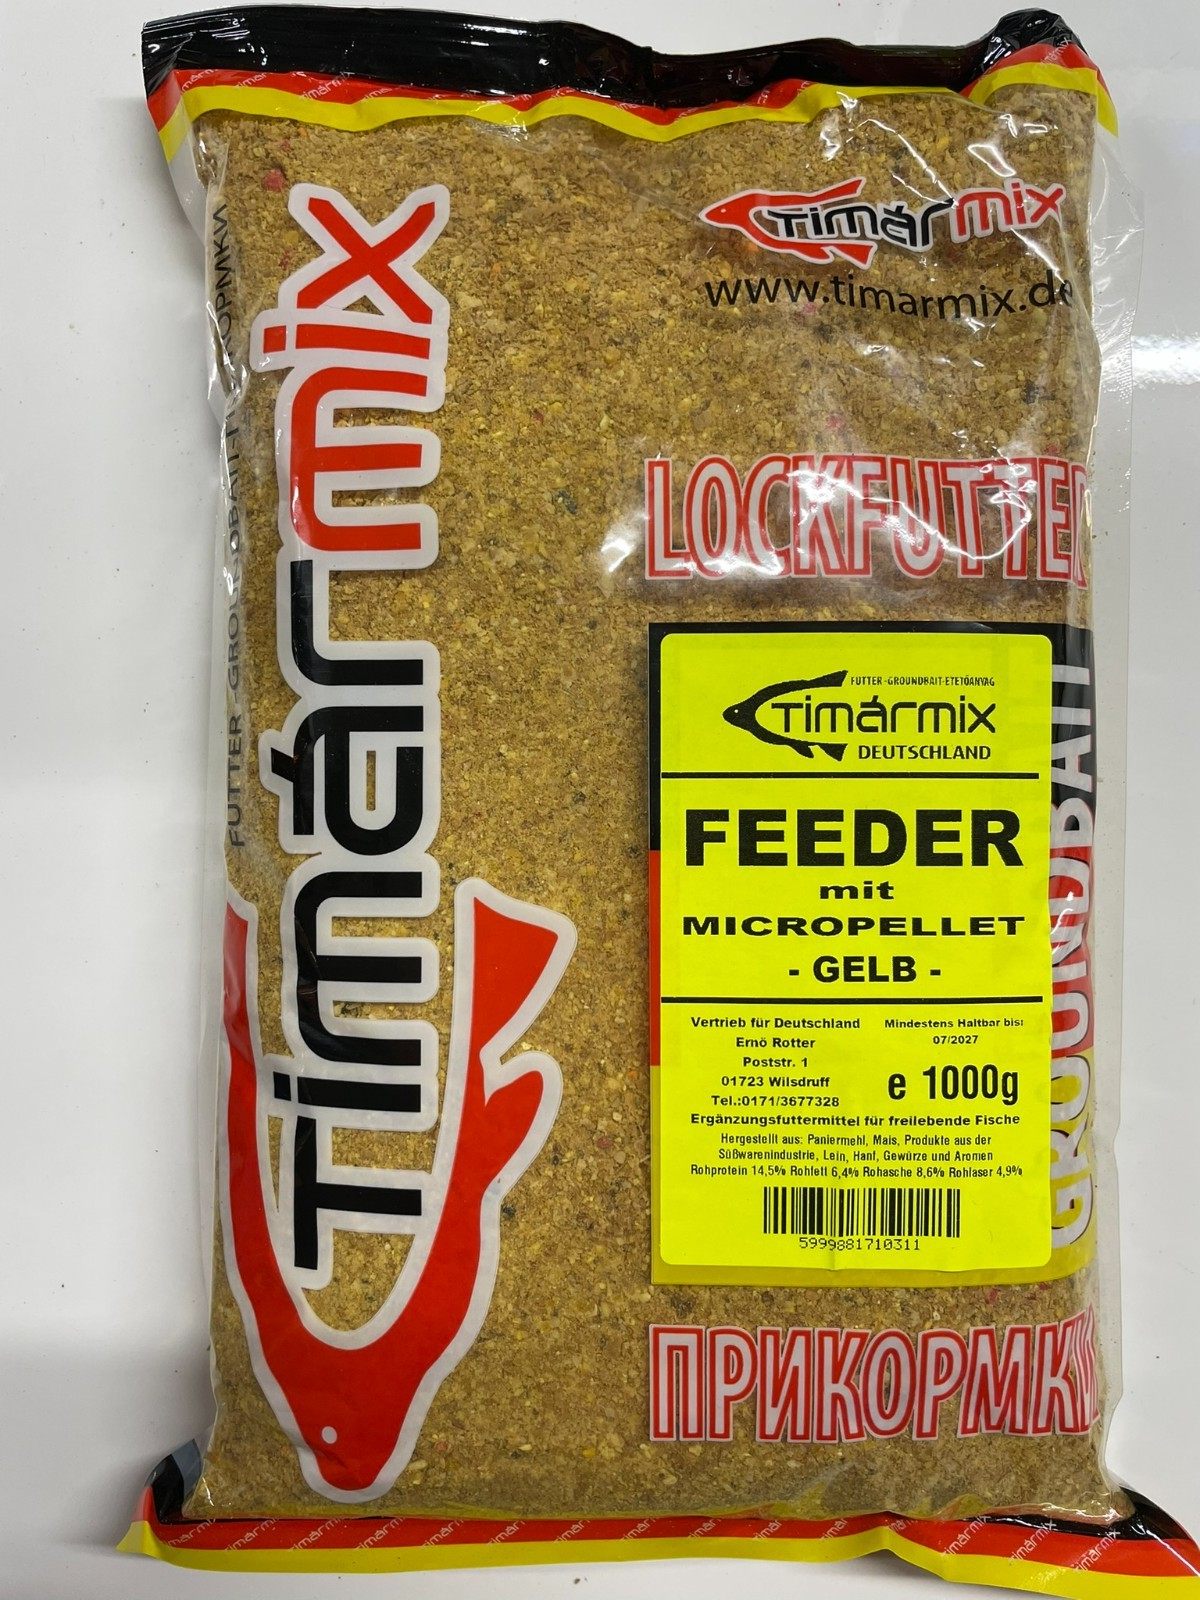 Timármix
www.timarmix.de
Timármix
FUTTER-GROUNDBAIT-
LOCKFUTTER
FUTTER-GROUNDBAIT-ETETŐANYAG
Timármix
DEUTSCHLAND
FEEDER
mit
MICROPELLET
- GELB -
Vertrieb für Deutschland
Ernö Rotter
Poststr. 1
01723 Wilsdruff
Tel.:0171/3677328
Mindestens Haltbar bis:
07/2027
e 1000g
Ergänzungsfuttermittel für freilebende Fische
Hergestellt aus: Paniermehl, Mais, Produkte aus der
Süßwarenindustrie, Lein, Hanf, Gewürze und Aromen
Rohprotein 14,5% Rohfett 6,4% Rohasche 8,6% Rohfaser 4,9%
5999881710311
GROUNDBAIT
ПРИКОРМКИ